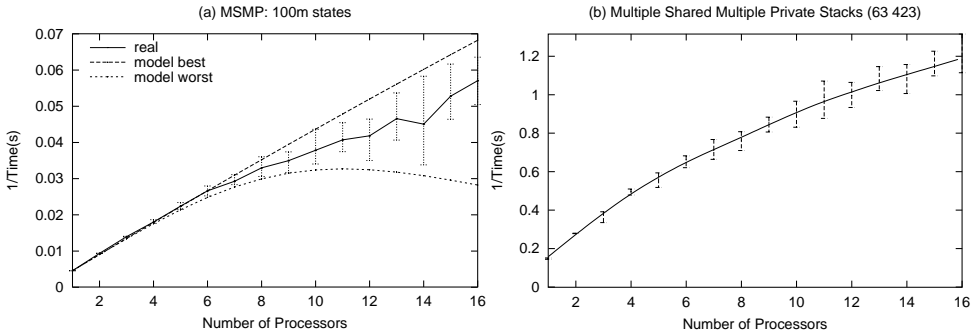 (a) MSMP: 100m states
0.07
0.06
0.05
0.04
0.03
0.02
0.01
0
1/Time(s)
real
model best
model worst
2 4 6 8 10 12 14 16
Number of Processors
(b) Multiple Shared Multiple Private Stacks (63 423)
1.2
1
0.8
0.6
0.4
0.2
0
1/Time(s)
2 4 6 8 10 12 14 16
Number of Processors